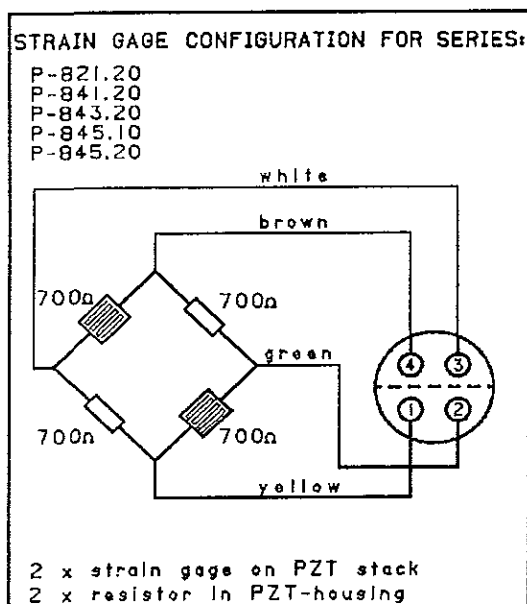 STRAIN GAGE CONFIGURATION FOR SERIES:
P-821.20
P-841.20
P-843.20
P-845.10
P-845.20
white
brown
700Ω 700Ω
green
4 3
1 2
700Ω 700Ω
yellow
2 x strain gage on PZT stack
2 x resistor in PZT-housing